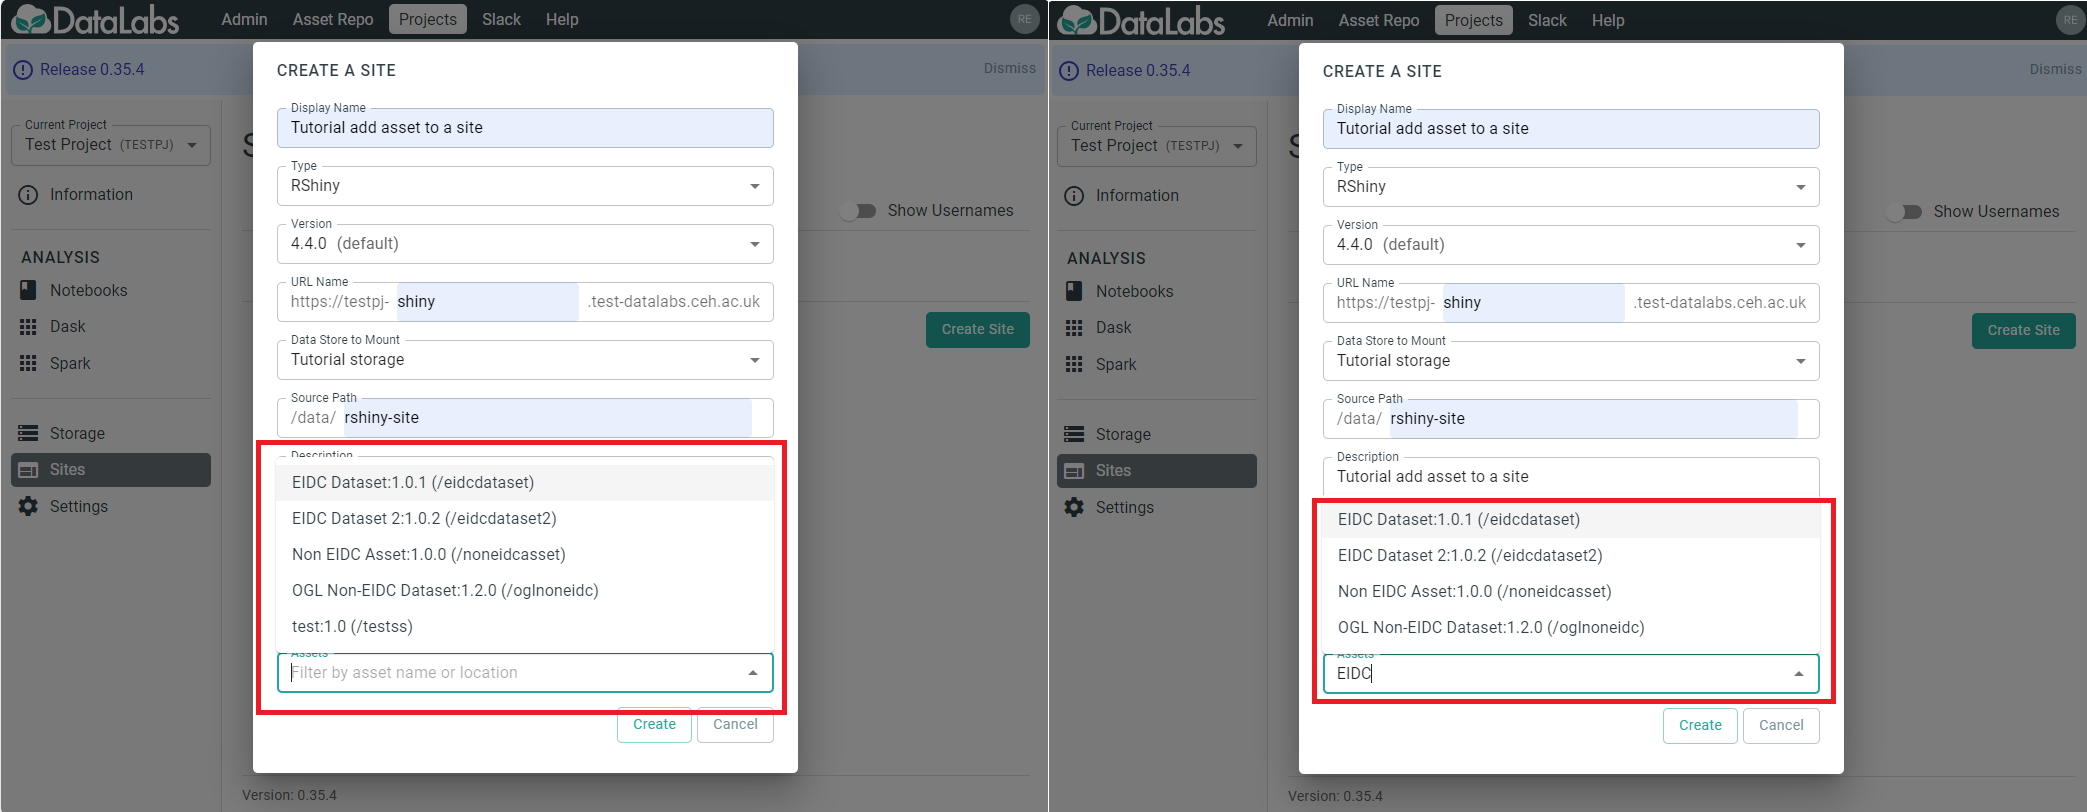 DataLabs Admin Asset Repo Projects Slack Help RE
Release 0.35.4 Dismiss
Current Project
Test Project (TESTPJ)
Information
ANALYSIS
Notebooks
Dask
Spark
Storage
Sites
Settings
S
Show Usernames
Create Site
CREATE A SITE
Display Name
Tutorial add asset to a site
Type
RShiny
Version
4.4.0 (default)
URL Name
https://testpj- shiny .test-datalabs.ceh.ac.uk
Data Store to Mount
Tutorial storage
Source Path
/data/ rshiny-site
Description
EIDC Dataset:1.0.1 (/eidcdataset)
EIDC Dataset 2:1.0.2 (/eidcdataset2)
Non EIDC Asset:1.0.0 (/noneidcasset)
OGL Non-EIDC Dataset:1.2.0 (/oglnoneidc)
test:1.0 (/testss)
Assets
Filter by asset name or location
Create Cancel
Version: 0.35.4
DataLabs Admin Asset Repo Projects Slack Help RE
Release 0.35.4 Dismiss
Current Project
Test Project (TESTPJ)
Information
ANALYSIS
Notebooks
Dask
Spark
Storage
Sites
Settings
S
Show Usernames
Create Site
CREATE A SITE
Display Name
Tutorial add asset to a site
Type
RShiny
Version
4.4.0 (default)
URL Name
https://testpj- shiny .test-datalabs.ceh.ac.uk
Data Store to Mount
Tutorial storage
Source Path
/data/ rshiny-site
Description
Tutorial add asset to a site
EIDC Dataset:1.0.1 (/eidcdataset)
EIDC Dataset 2:1.0.2 (/eidcdataset2)
Non EIDC Asset:1.0.0 (/noneidcasset)
OGL Non-EIDC Dataset:1.2.0 (/oglnoneidc)
Assets
EIDC
Create Cancel
Version: 0.35.4